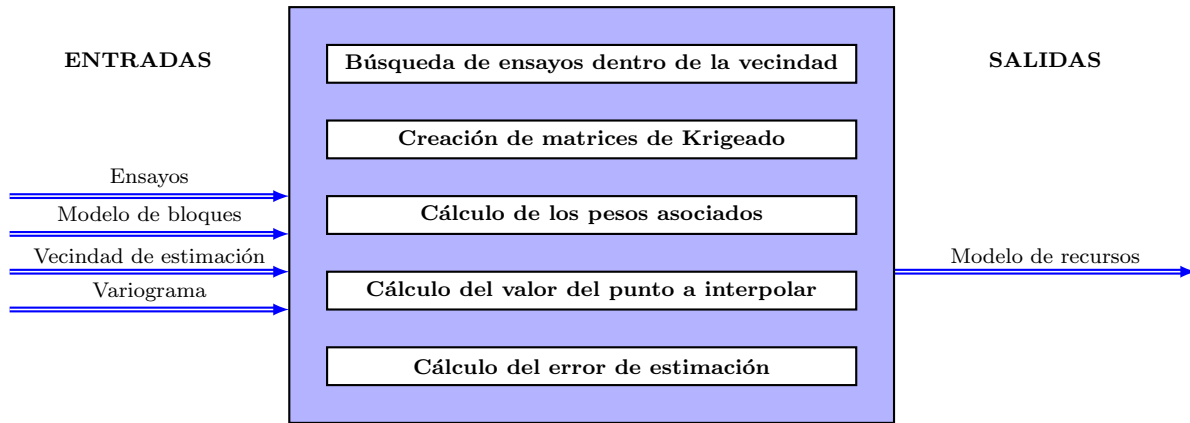 ENTRADAS
Ensayos
Modelo de bloques
Vecindad de estimación
Variograma
Búsqueda de ensayos dentro de la vecindad
Creación de matrices de Krigeado
Cálculo de los pesos asociados
Cálculo del valor del punto a interpolar
Cálculo del error de estimación
SALIDAS
Modelo de recursos